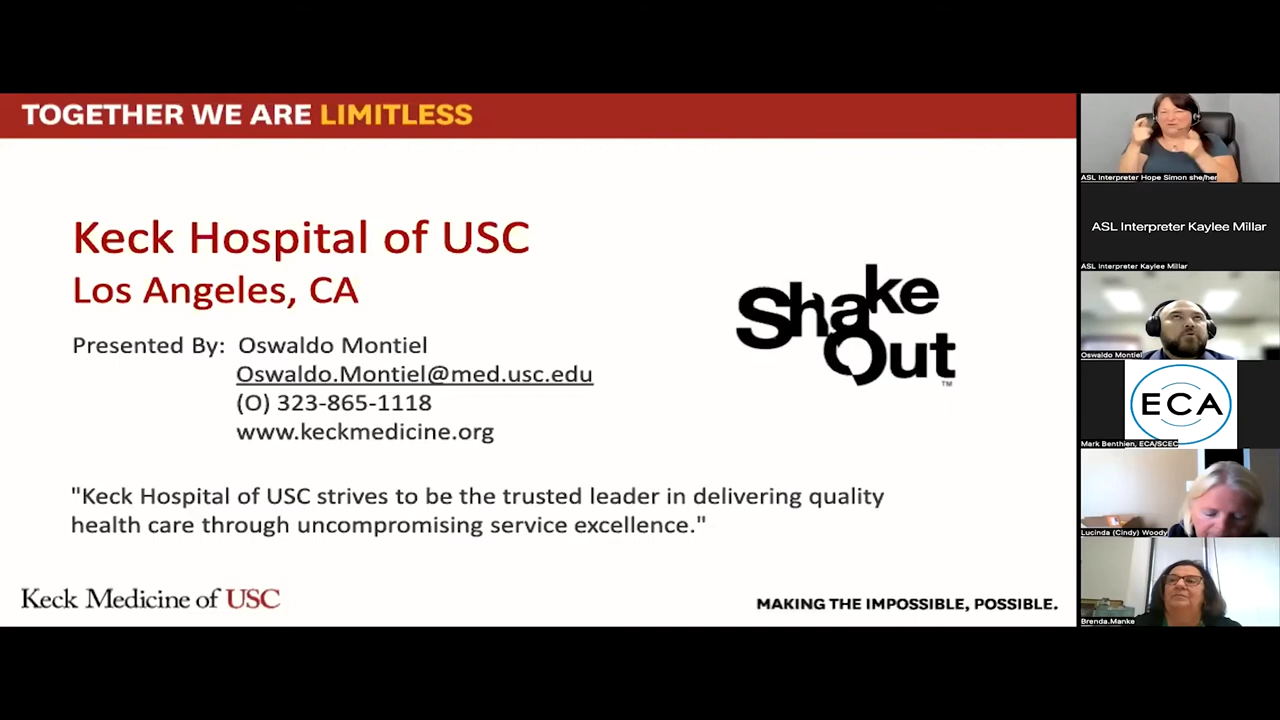 TOGETHER WE ARE LIMITLESS
Keck Hospital of USC
Los Angeles, CA
Presented By: Oswaldo Montiel
Oswaldo.Montiel@med.usc.edu
(O) 323-865-1118
www.keckmedicine.org
"Keck Hospital of USC strives to be the trusted leader in delivering quality
health care through uncompromising service excellence."
Shake
Out
TM
Keck Medicine of USC
MAKING THE IMPOSSIBLE, POSSIBLE.
ASL Interpreter Hope Simon she/her
ASL Interpreter Kaylee Millar
ASL Interpreter Kaylee Millar
Oswaldo Montiel
ECA
Mark Benthien, ECA/SCEC
Lucinda (Cindy) Woody
Brenda.Manke